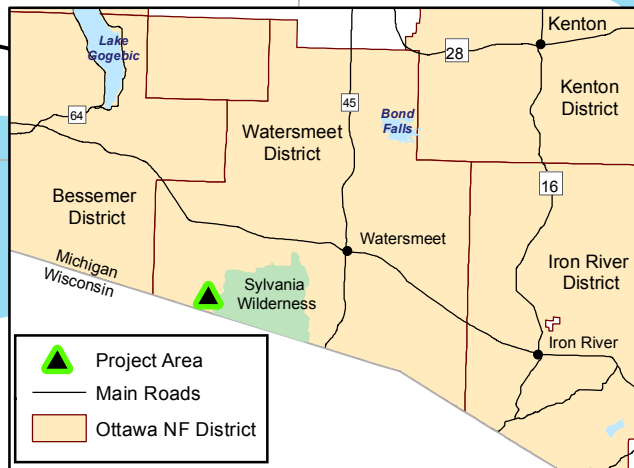 Lake
Gogebic
28
Kenton
Kenton
District
64
45
Bond
Falls
Watersmeet
District
16
Bessemer
District
Watersmeet
Michigan
Wisconsin
Sylvania
Wilderness
Iron River
District
Iron River
Project Area
Main Roads
Ottawa NF District